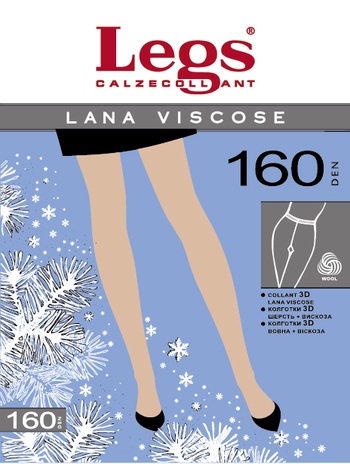 Legs®
CALZECOLLANT
LANA VISCOSE
160 DEN
WOOL
• COLLANT 3D
LANA VISCOSE
• КОЛГОТКИ 3D
ШЕРСТЬ + ВИСКОЗА
• КОЛГОТКИ 3D
ВОВНА + ВІСКОЗА
160 DEN